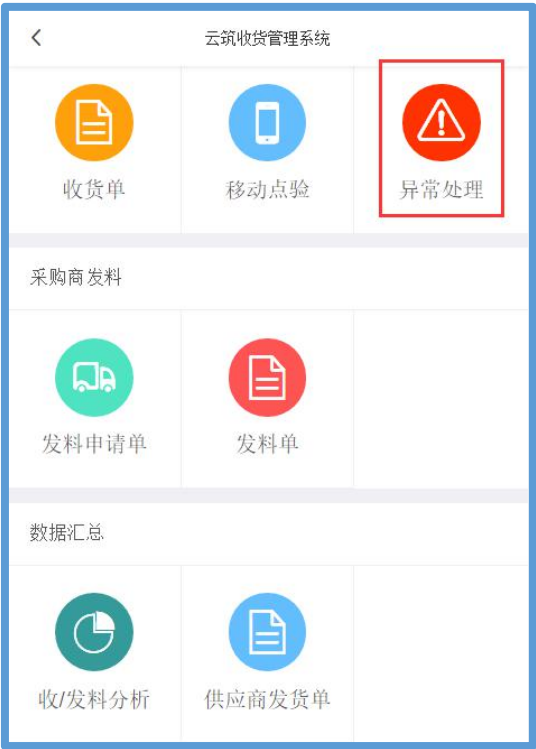 云筑收货管理系统
收货单 移动点验 异常处理
采购商发料
发料申请单 发料单
数据汇总
收/发料分析 供应商发货单